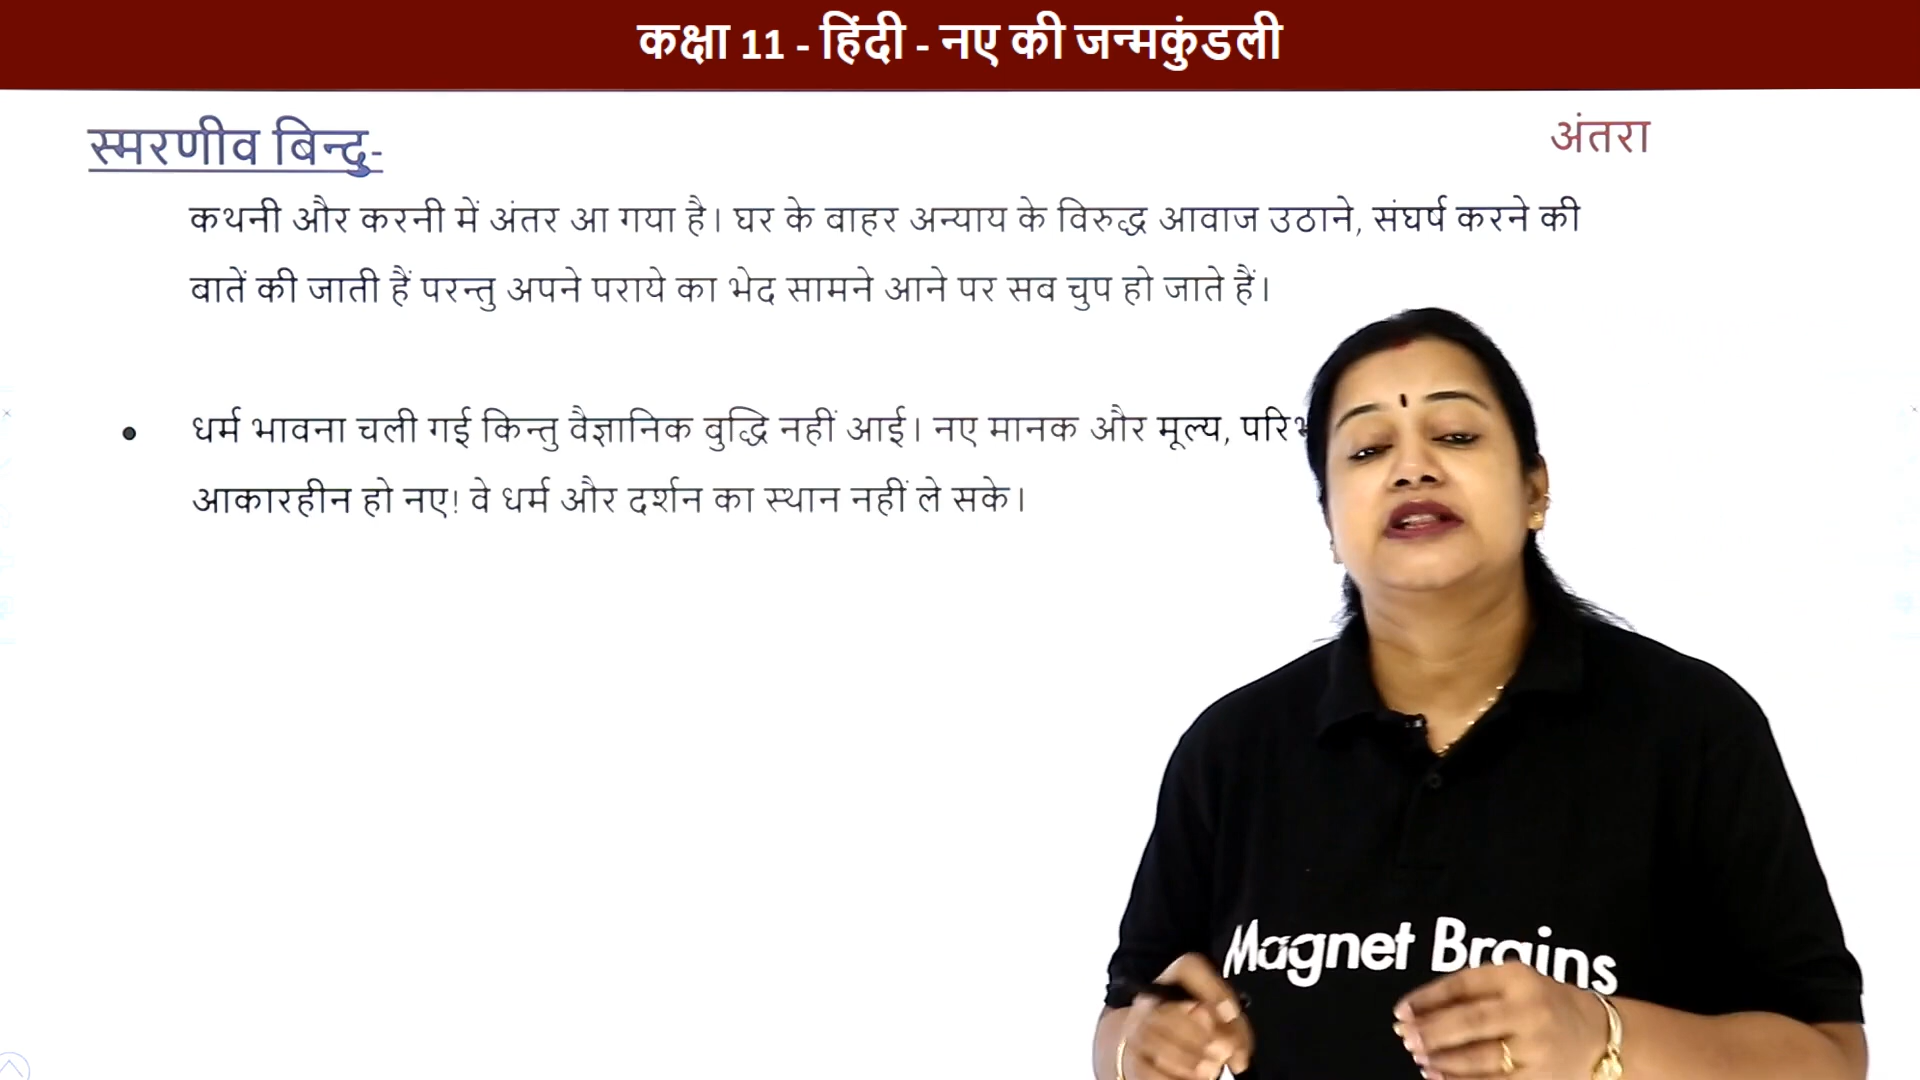 कक्षा 11 - हिंदी - नए की जन्मकुंडली
स्मरणीव बिन्दु-
अंतरा
कथनी और करनी में अंतर आ गया है। घर के बाहर अन्याय के विरुद्ध आवाज उठाने, संघर्ष करने की
बातें की जाती हैं परन्तु अपने पराये का भेद सामने आने पर सब चुप हो जाते हैं।
धर्म भावना चली गई किन्तु वैज्ञानिक बुद्धि नहीं आई। नए मानक और मूल्य,
आकारहीन हो नए! वे धर्म और दर्शन का स्थान नहीं ले सके।
Magnet Brains